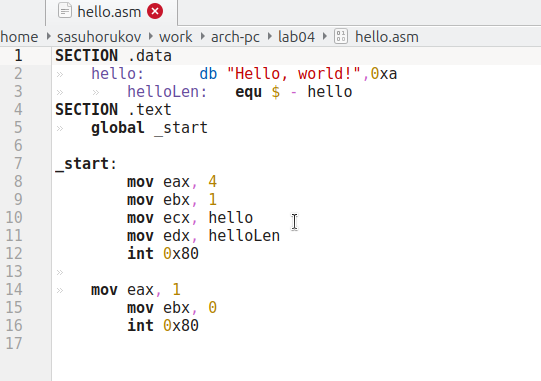 hello.asm
home > sasuhorukov > work > arch-pc > lab04 > hello.asm
1 SECTION .data
2 » hello: db "Hello, world!",0xa
3 » » helloLen: equ $ - hello
4 SECTION .text
5 » global _start
6
7 _start:
8 mov eax, 4
9 mov ebx, 1
10 mov ecx, hello
11 mov edx, helloLen
12 int 0x80
13 »
14 » mov eax, 1
15 mov ebx, 0
16 int 0x80
17